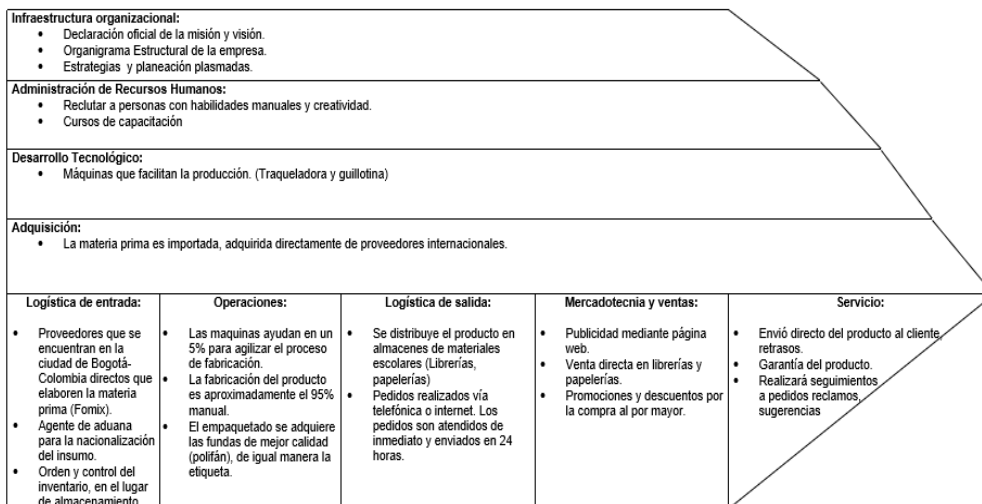 Infraestructura organizacional:
• Declaración oficial de la misión y visión.
• Organigrama Estructural de la empresa.
• Estrategias y planeación plasmadas.
Administración de Recursos Humanos:
• Reclutar a personas con habilidades manuales y creatividad.
• Cursos de capacitación
Desarrollo Tecnológico:
• Máquinas que facilitan la producción. (Traqueladora y guillotina)
Adquisición:
• La materia prima es importada, adquirida directamente de proveedores internacionales.
Logística de entrada:
• Proveedores que se
encuentran en la
ciudad de Bogotá-
Colombia directos que
elaboren la materia
prima (Fomix).
• Agente de aduana
para la nacionalización
del insumo.
• Orden y control del
inventario, en el lugar
de almacenamiento
Operaciones:
• Las maquinas ayudan en un
5% para agilizar el proceso
de fabricación.
• La fabricación del producto
es aproximadamente el 95%
manual.
• El empaquetado se adquiere
las fundas de mejor calidad
(polifán), de igual manera la
etiqueta.
Logística de salida:
• Se distribuye el producto en
almacenes de materiales
escolares (Librerías,
papelerías)
• Pedidos realizados vía
telefónica o internet. Los
pedidos son atendidos de
inmediato y enviados en 24
horas.
Mercadotecnia y ventas:
• Publicidad mediante página
web.
• Venta directa en librerías y
papelerías.
• Promociones y descuentos por
la compra al por mayor.
Servicio:
• Envió directo del producto al cliente,
retrasos.
• Garantía del producto.
• Realizará seguimientos
a pedidos reclamos,
sugerencias